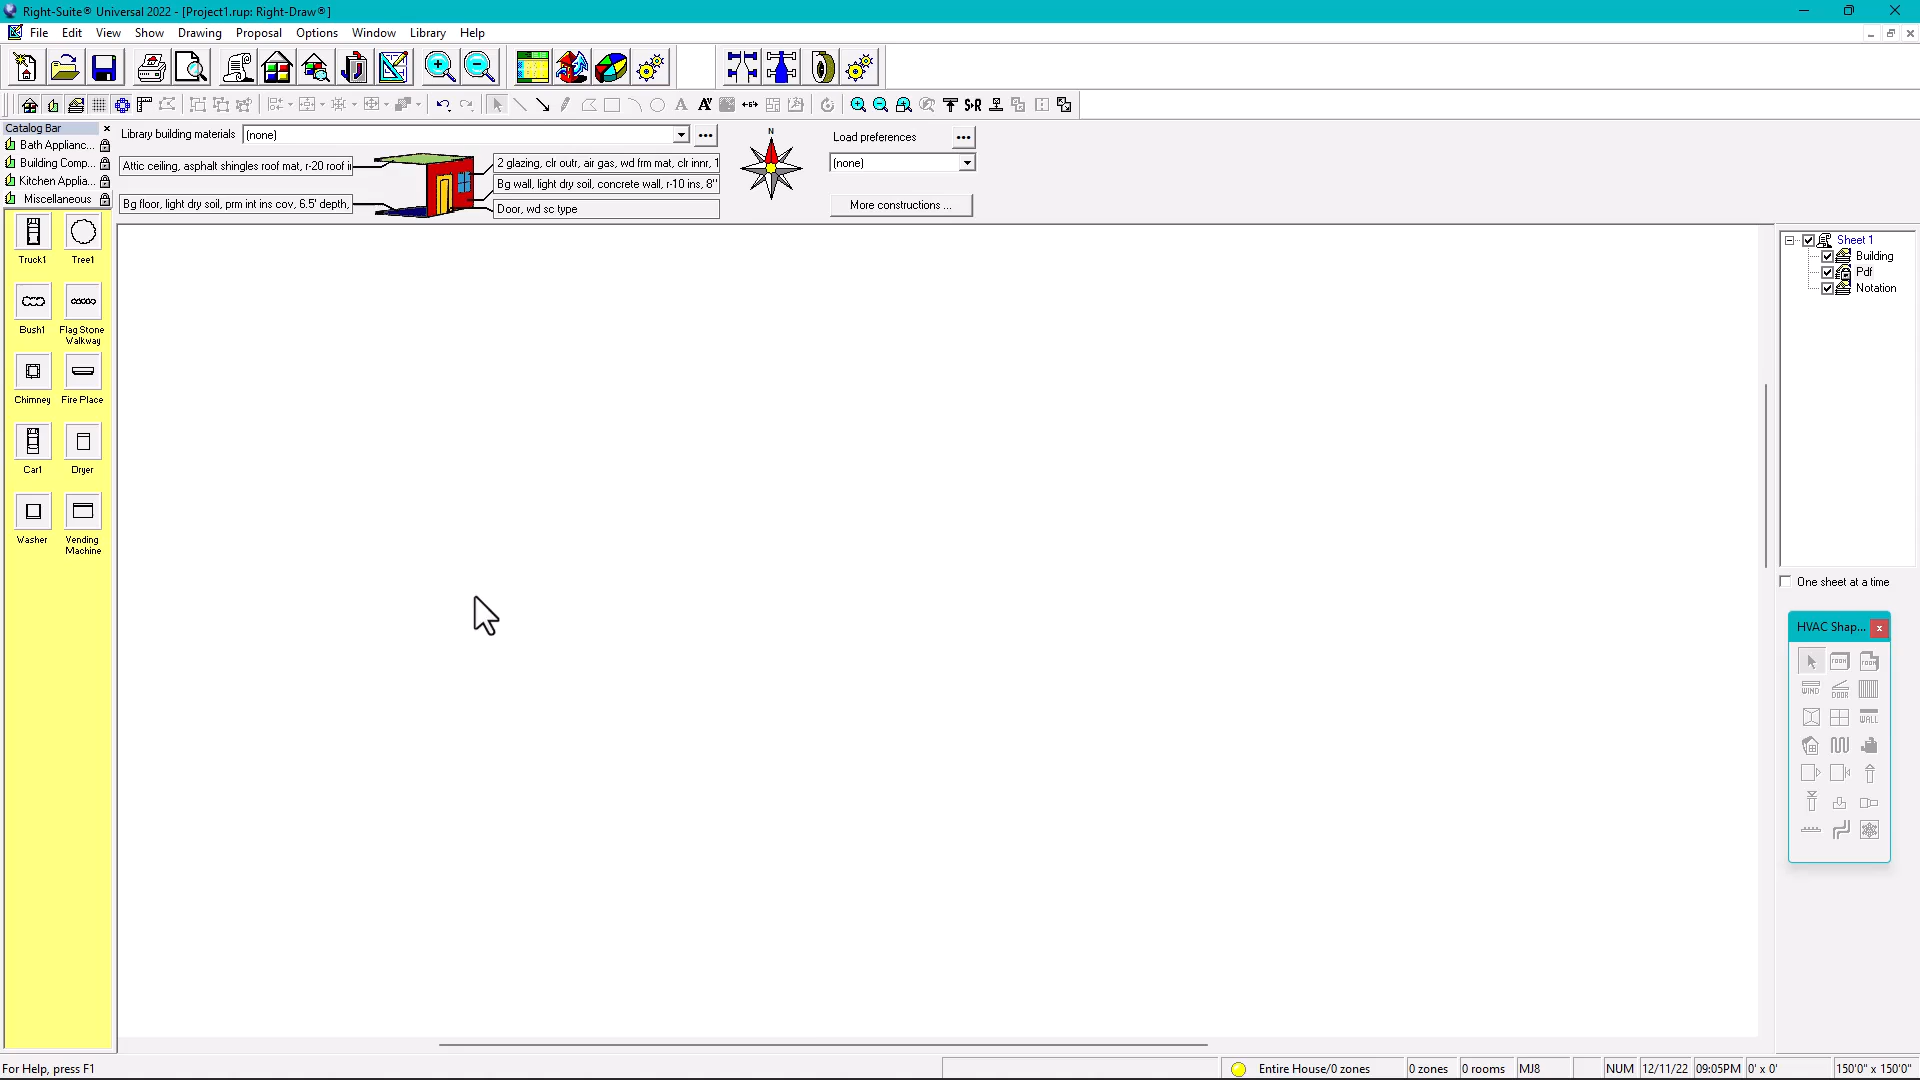 Right-Suite® Universal 2022 - [Project1.rup: Right-Draw®]
File Edit View Show Drawing Proposal Options Window Library Help
S•R
Catalog Bar
Bath Applianc...
Building Comp...
Kitchen Applia...
Miscellaneous
Library building materials (none)
Attic ceiling, asphalt shingles roof mat, r-20 roof i
Bg floor, light dry soil, prm int ins cov, 6.5' depth,
2 glazing, clr outr, air gas, wd frm mat, clr innr, 1
Bg wall, light dry soil, concrete wall, r-10 ins, 8"
Door, wd sc type
N
Load preferences
(none)
More constructions ...
Truck1 Tree1
Bush1 Flag Stone
Walkway
Chimney Fire Place
Car1 Dryer
Washer Vending
Machine
Sheet 1
Building
Pdf
Notation
One sheet at a time
HVAC Shap...
ROOM ROOM
WIND DOOR
WALL
For Help, press F1
Entire House/0 zones 0 zones 0 rooms MJ8 NUM 12/11/22 09:05PM 0' x 0' 150'0" x 150'0"